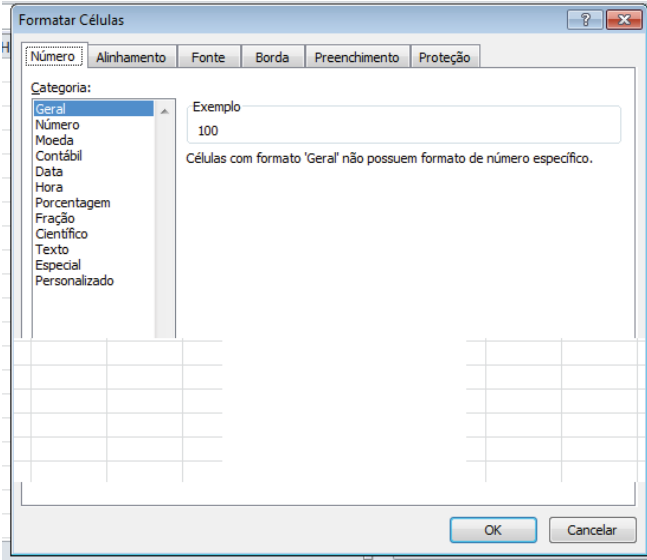 Formatar Células
H
Número Alinhamento Fonte Borda Preenchimento Proteção
Categoria:
Geral
Número
Moeda
Contábil
Data
Hora
Porcentagem
Fração
Científico
Texto
Especial
Personalizado
Exemplo
100
Células com formato 'Geral' não possuem formato de número específico.
OK Cancelar